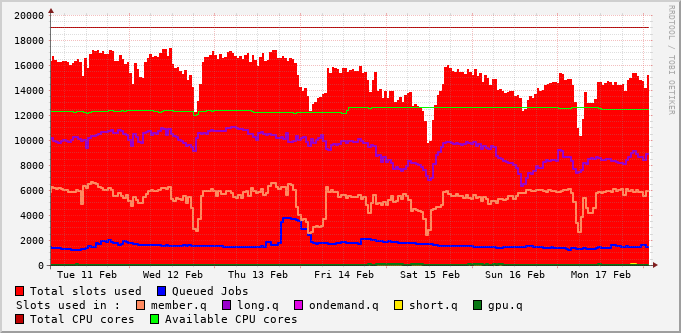 RRDTOOL / TOBI OETIKER
20000
18000
16000
14000
12000
10000
8000
6000
4000
2000
0
Tue 11 Feb Wed 12 Feb Thu 13 Feb Fri 14 Feb Sat 15 Feb Sun 16 Feb Mon 17 Feb
Total slots used Queued Jobs
Slots used in : member.q long.q ondemand.q short.q gpu.q
Total CPU cores Available CPU cores